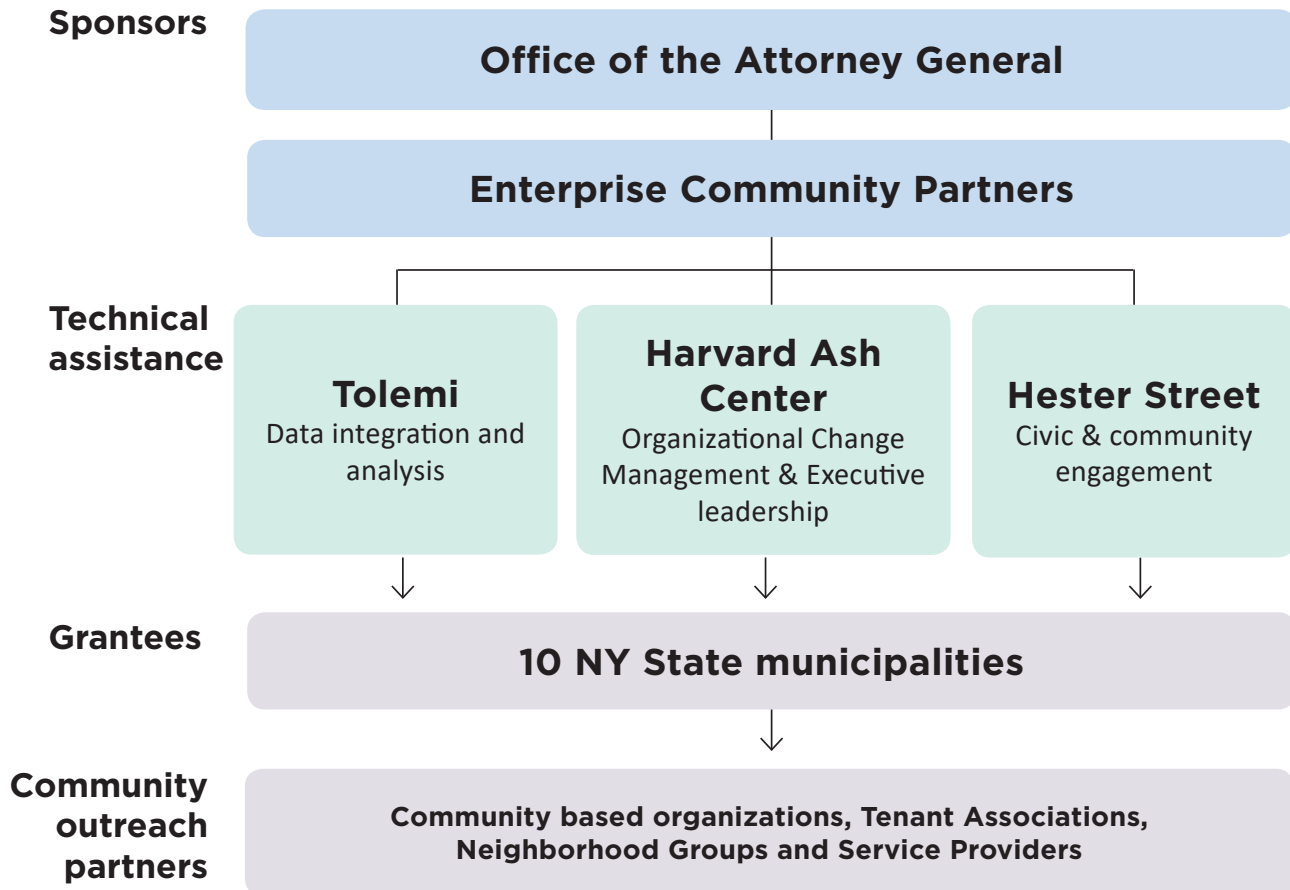 Sponsors
Office of the Attorney General
Enterprise Community Partners
Technical
assistance
Tolemi
Data integration and
analysis
Harvard Ash
Center
Organizational Change
Management & Executive
leadership
Hester Street
Civic & community
engagement
Grantees
10 NY State municipalities
Community
outreach
partners
Community based organizations, Tenant Associations,
Neighborhood Groups and Service Providers